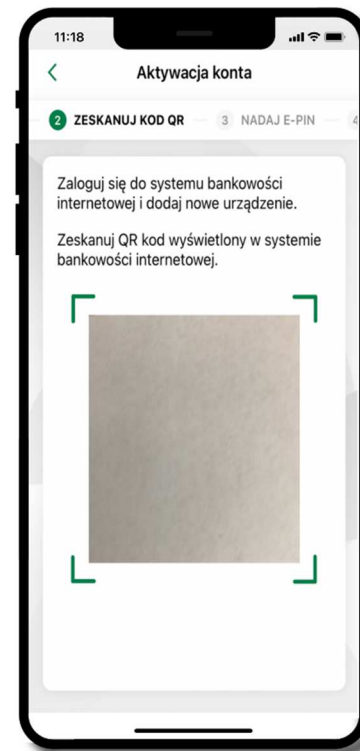 11:18
Aktywacja konta
2 ZESKANUJ KOD QR 3 NADAJ E-PIN 4
Zaloguj się do systemu bankowości
internetowej i dodaj nowe urządzenie.
Zeskanuj QR kod wyświetlony w systemie
bankowości internetowej.